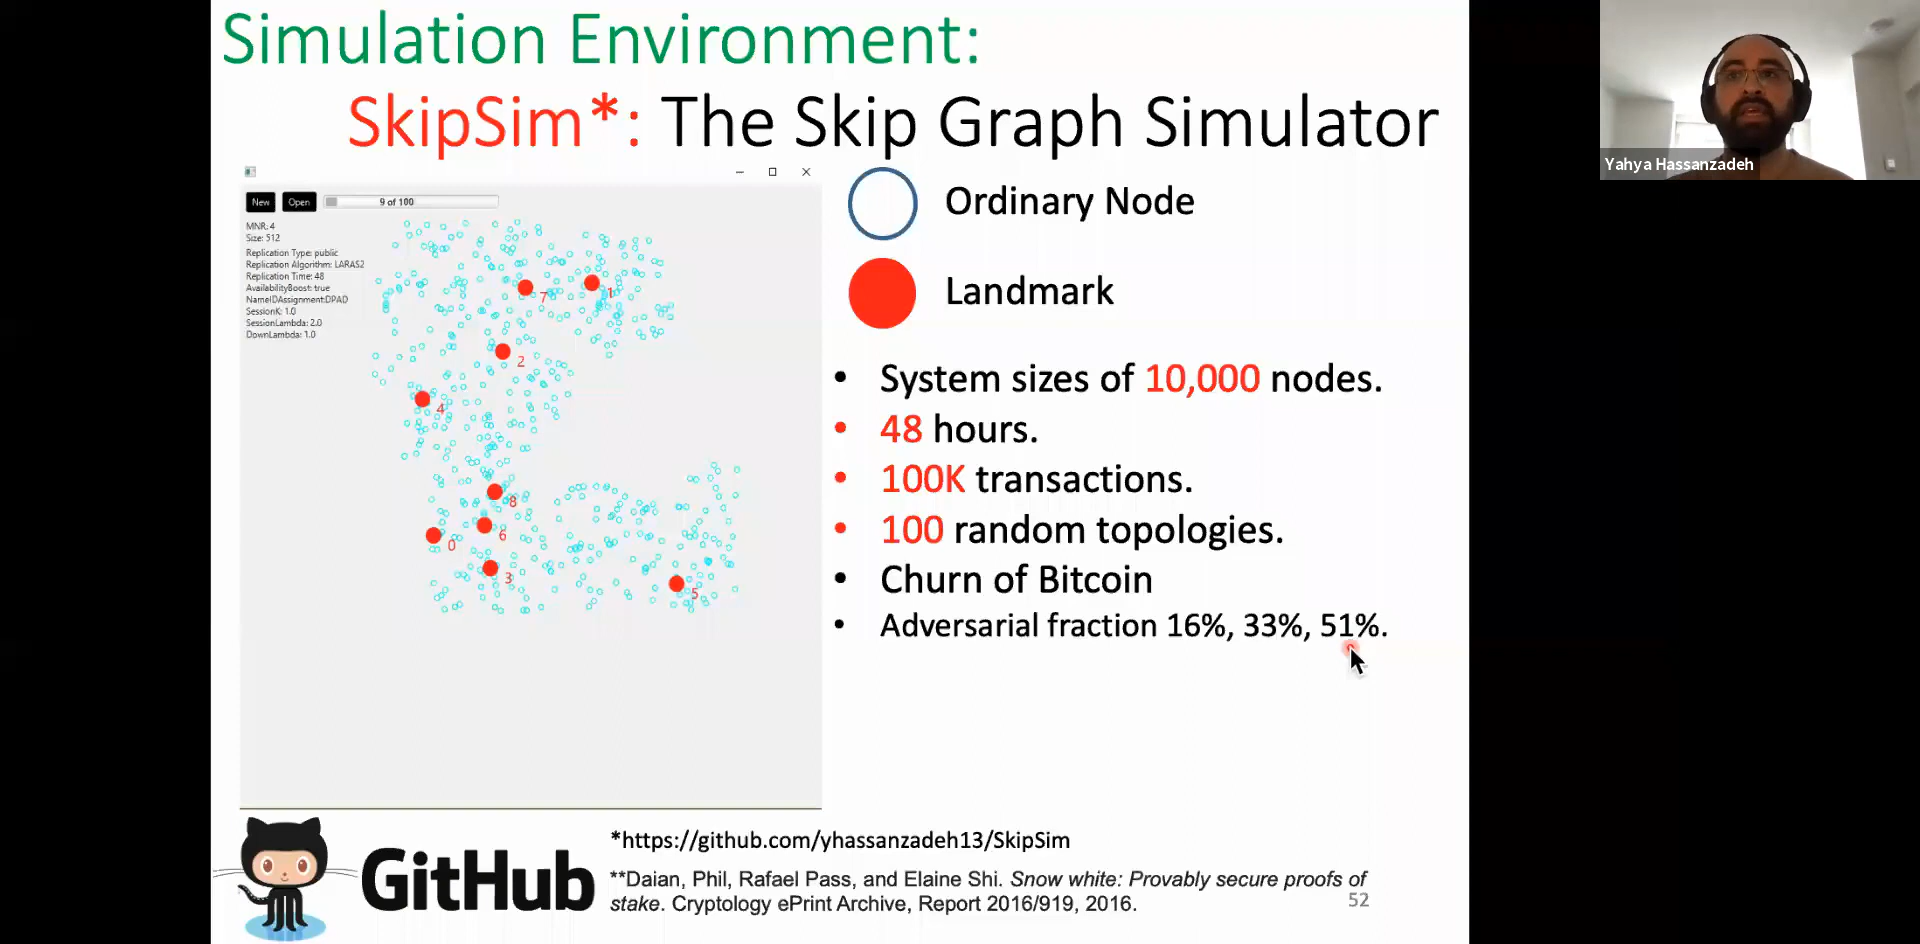 Simulation Environment:
SkipSim*: The Skip Graph Simulator
Yahya Hassanzadeh
New Open 9 of 100
MNR: 4
Size: 512
Replication Type: public
Replication Algorithm: LARAS2
Replication Time: 48
AvailabilityBoost: true
NameIDAssignment:DPAD
SessionK: 1.0
SessionLambda: 2.0
DownLambda: 1.0
7
1
2
4
8
6
0
3
5
Ordinary Node
Landmark
• System sizes of 10,000 nodes.
• 48 hours.
• 100K transactions.
• 100 random topologies.
• Churn of Bitcoin
• Adversarial fraction 16%, 33%, 51%.
GitHub
*https://github.com/yhassanzadeh13/SkipSim
**Daian, Phil, Rafael Pass, and Elaine Shi. Snow white: Provably secure proofs of
stake. Cryptology ePrint Archive, Report 2016/919, 2016.
52